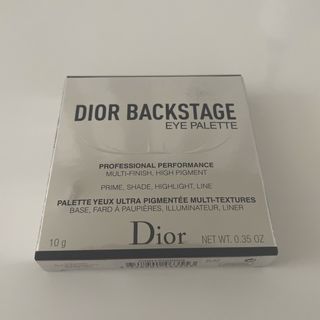 DIOR BACKSTAGE
EYE PALETTE
PROFESSIONAL PERFORMANCE
MULTI-FINISH, HIGH PIGMENT
PRIME, SHADE, HIGHLIGHT, LINE
PALETTE YEUX ULTRA PIGMENTÉE MULTI-TEXTURES
BASE, FARD À PAUPIÈRES, ILLUMINATEUR, LINER
10 g Dior NET WT. 0.35 OZ